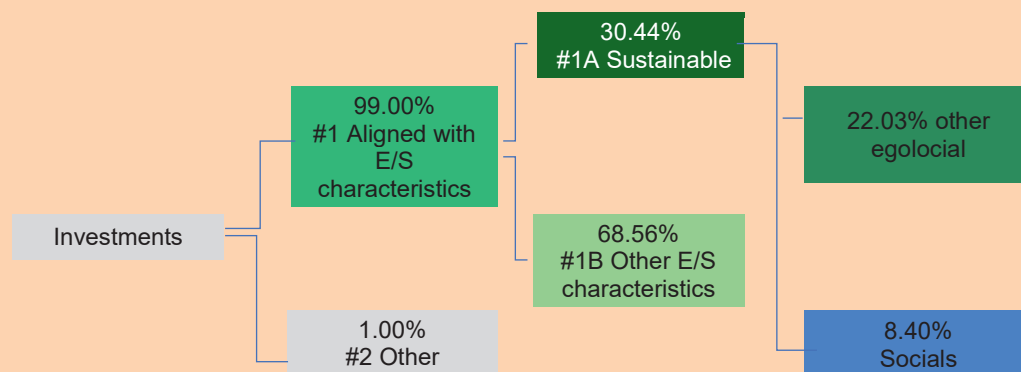 30.44%
#1A Sustainable
99.00%
#1 Aligned with
E/S
characteristics
22.03% other
egolocial
Investments
68.56%
#1B Other E/S
characteristics
1.00%
#2 Other
8.40%
Socials